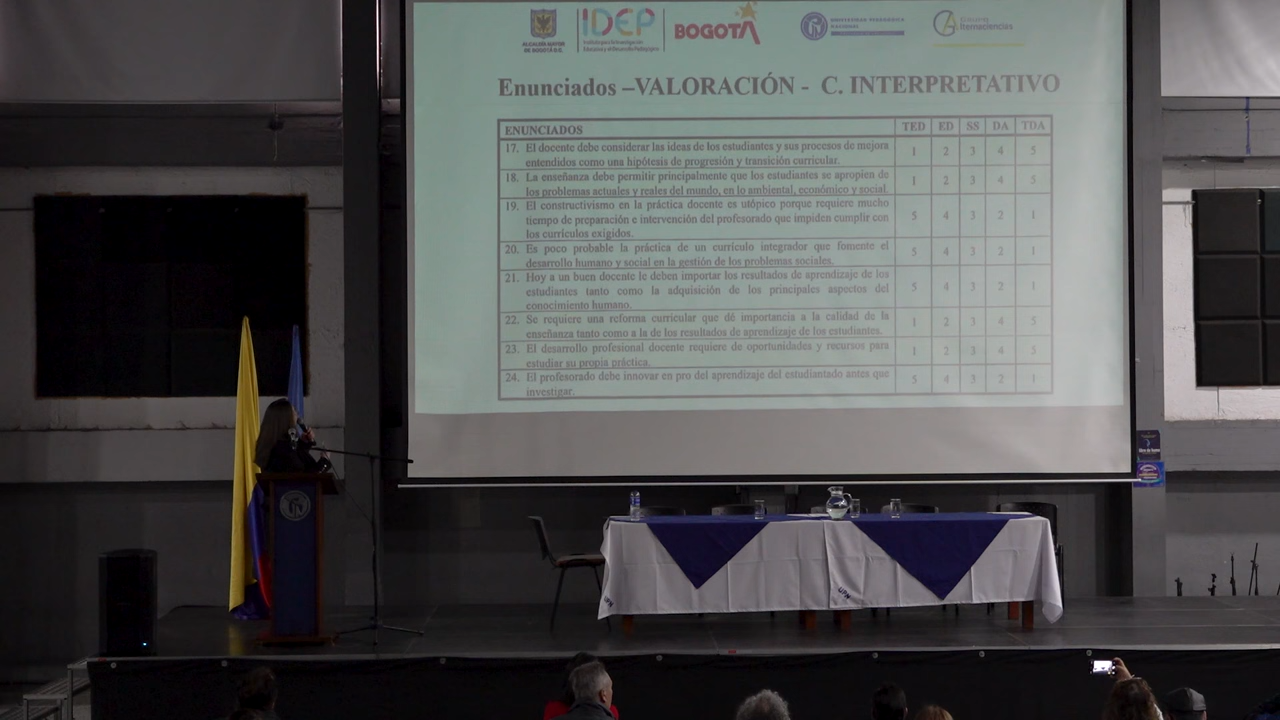 ALCALDÍA MAYOR
DE BOGOTÁ D.C.
IDEP
BOGOTÁ
UNIVERSIDAD PEDAGÓGICA
NACIONAL
Alternaciencias
Enunciados –VALORACIÓN - C. INTERPRETATIVO
ENUNCIADOS TED ED SS DA TDA
17. El docente debe considerar las ideas de los estudiantes y sus procesos de mejora 1 2 3 4 5
entendidos como una hipótesis de progresión y transición curricular.
18. La enseñanza debe permitir principalmente que los estudiantes se apropien de 1 2 3 4 5
los problemas actuales y reales del mundo, en lo ambiental, económico y social.
19. El constructivismo en la práctica docente es utópico porque requiere mucho 5 4 3 2 1
tiempo de preparación e intervención del profesorado que impiden cumplir con
los currículos exigidos.
20. Es poco probable la práctica de un currículo integrador que fomente el 5 4 3 2 1
desarrollo humano y social en la gestión de los problemas sociales.
21. Hoy a un buen docente le deben importar los resultados de aprendizaje de los 5 4 3 2 1
estudiantes tanto como la adquisición de los principales aspectos del
conocimiento humano.
22. Se requiere una reforma curricular que dé importancia a la calidad de la 1 2 3 4 5
enseñanza tanto como a la de los resultados de aprendizaje de los estudiantes.
23. El desarrollo profesional docente requiere de oportunidades y recursos para 1 2 3 4 5
estudiar su propia práctica.
24. El profesorado debe innovar en pro del aprendizaje del estudiantado antes que 5 4 3 2 1
investigar.
UPN
UPN